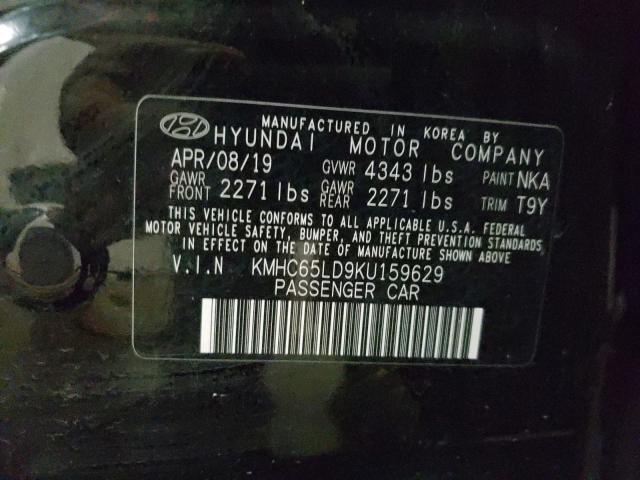 MANUFACTURED IN KOREA BY
HYUNDAI MOTOR COMPANY
APR/08/19 GVWR 4343 lbs PAINT NKA
GAWR FRONT 2271 lbs GAWR REAR 2271 lbs TRIM T9Y
THIS VEHICLE CONFORMS TO ALL APPLICABLE U.S.A. FEDERAL
MOTOR VEHICLE SAFETY, BUMPER, AND THEFT PREVENTION STANDARDS
IN EFFECT ON THE DATE OF MANUFACTURE SHOWN ABOVE
V.I.N KMHC65LD9KU159629
PASSENGER CAR